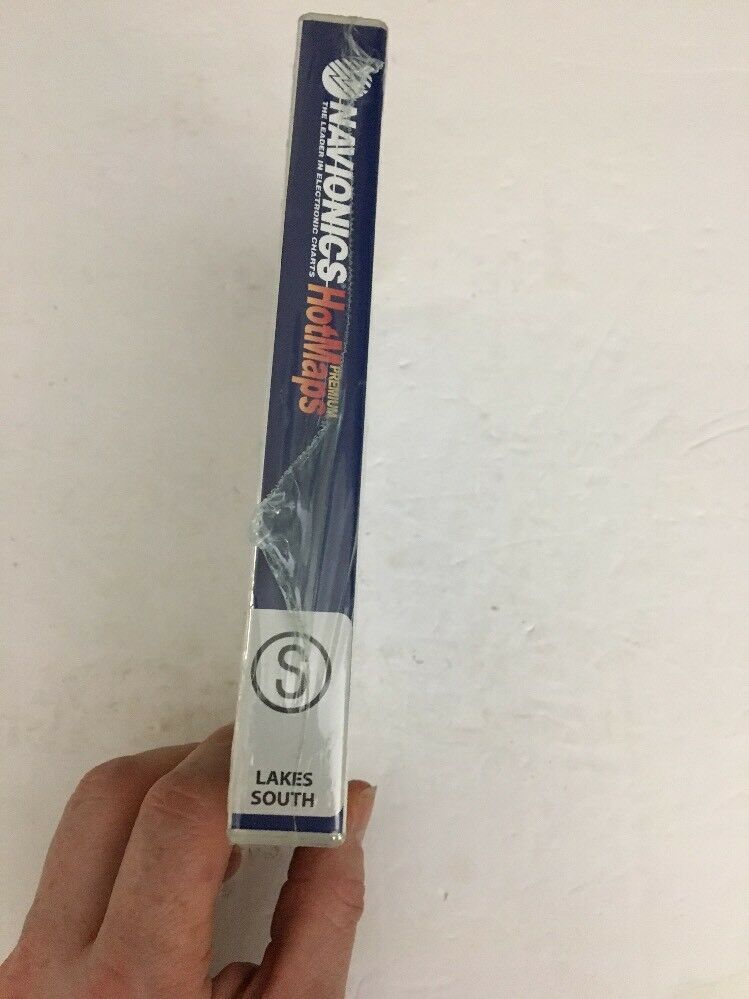 NAVIONICS®
THE LEADER IN ELECTRONIC CHARTS
HotMaps
PREMIUM
S
LAKES
SOUTH